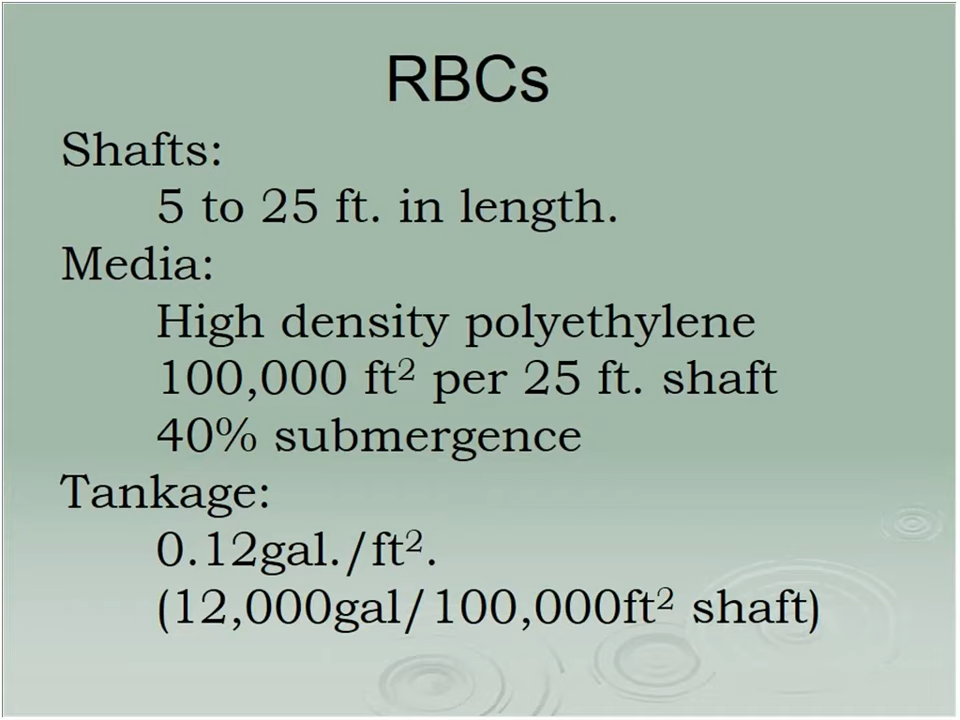 RBCs
Shafts:
5 to 25 ft. in length.
Media:
High density polyethylene
100,000 ft² per 25 ft. shaft
40% submergence
Tankage:
0.12gal./ft².
(12,000gal/100,000ft² shaft)